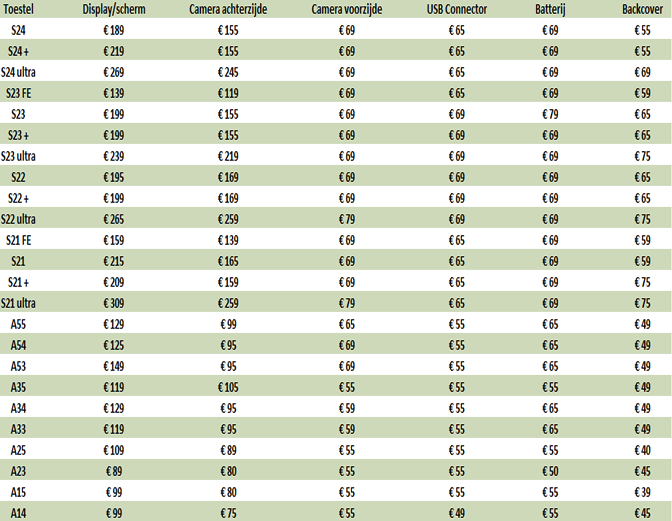 Toestel Display/scherm Camera achterzijde Camera voorzijde USB Connector Batterij Backcover
S24 € 189 € 155 € 69 € 65 € 69 € 55
S24 + € 219 € 155 € 69 € 65 € 69 € 55
S24 ultra € 269 € 245 € 69 € 65 € 69 € 69
S23 FE € 139 € 119 € 69 € 65 € 69 € 59
S23 € 199 € 155 € 69 € 69 € 79 € 65
S23 + € 199 € 155 € 69 € 69 € 69 € 65
S23 ultra € 239 € 219 € 69 € 69 € 69 € 75
S22 € 195 € 169 € 69 € 69 € 69 € 65
S22 + € 199 € 169 € 69 € 69 € 69 € 65
S22 ultra € 265 € 259 € 79 € 69 € 69 € 75
S21 FE € 159 € 139 € 69 € 65 € 69 € 59
S21 € 215 € 165 € 69 € 65 € 69 € 59
S21 + € 209 € 159 € 69 € 65 € 69 € 75
S21 ultra € 309 € 259 € 79 € 65 € 69 € 75
A55 € 129 € 99 € 65 € 55 € 65 € 49
A54 € 125 € 95 € 69 € 55 € 65 € 49
A53 € 149 € 95 € 69 € 55 € 65 € 49
A35 € 119 € 105 € 55 € 55 € 55 € 49
A34 € 129 € 95 € 59 € 55 € 65 € 49
A33 € 119 € 95 € 59 € 55 € 65 € 49
A25 € 109 € 89 € 55 € 55 € 55 € 40
A23 € 89 € 80 € 55 € 55 € 50 € 45
A15 € 99 € 80 € 55 € 55 € 55 € 39
A14 € 99 € 75 € 55 € 49 € 55 € 45